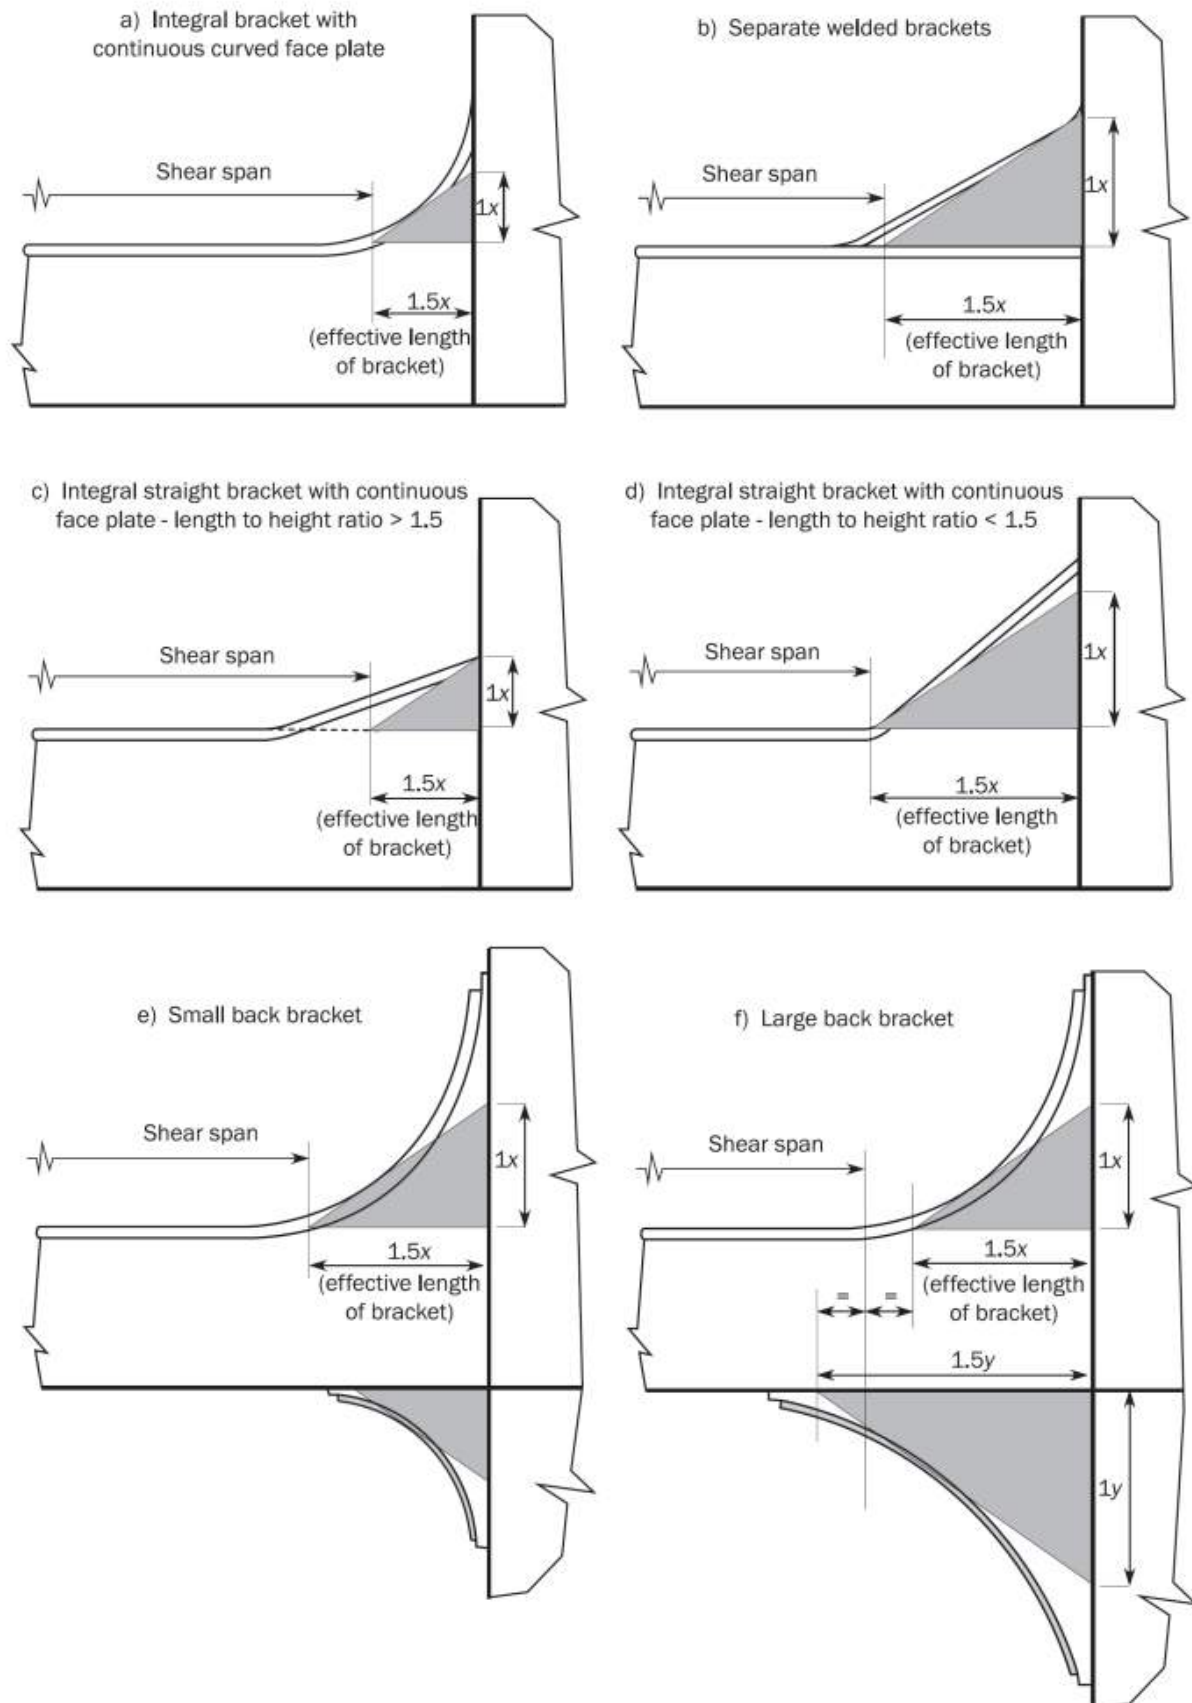 a) Integral bracket with
continuous curved face plate
Shear span
1x
1.5x
(effective length
of bracket)
b) Separate welded brackets
Shear span
1x
1.5x
(effective length
of bracket)
c) Integral straight bracket with continuous
face plate - length to height ratio > 1.5
Shear span
1x
1.5x
(effective length
of bracket)
d) Integral straight bracket with continuous
face plate - length to height ratio < 1.5
Shear span
1x
1.5x
(effective length
of bracket)
e) Small back bracket
Shear span
1x
1.5x
(effective length
of bracket)
f) Large back bracket
Shear span
1x
1.5x
(effective length
of bracket)
= =
1.5y
1y